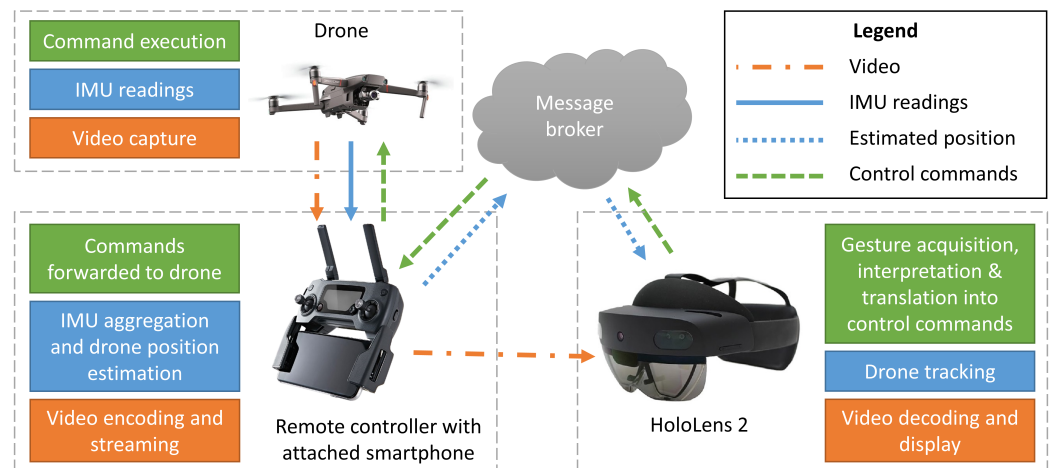 Command execution
IMU readings
Video capture
Drone
Message
broker
Legend
Video
IMU readings
Estimated position
Control commands
Commands
forwarded to drone
IMU aggregation
and drone position
estimation
Video encoding and
streaming
Remote controller with
attached smartphone
HoloLens 2
Gesture acquisition,
interpretation &
translation into
control commands
Drone tracking
Video decoding and
display